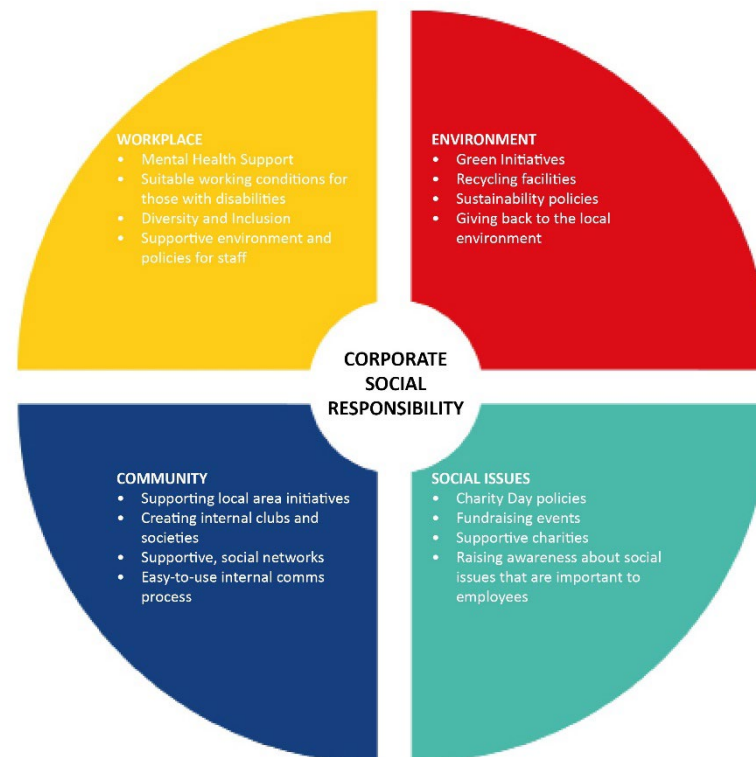 WORKPLACE
• Mental Health Support
• Suitable working conditions for
those with disabilities
• Diversity and Inclusion
• Supportive environment and
policies for staff
ENVIRONMENT
• Green Initiatives
• Recycling facilities
• Sustainability policies
• Giving back to the local
environment
CORPORATE
SOCIAL
RESPONSIBILITY
COMMUNITY
• Supporting local area initiatives
• Creating internal clubs and
societies
• Supportive, social networks
• Easy-to-use internal comms
process
SOCIAL ISSUES
• Charity Day policies
• Fundraising events
• Supportive charities
• Raising awareness about social
issues that are important to
employees